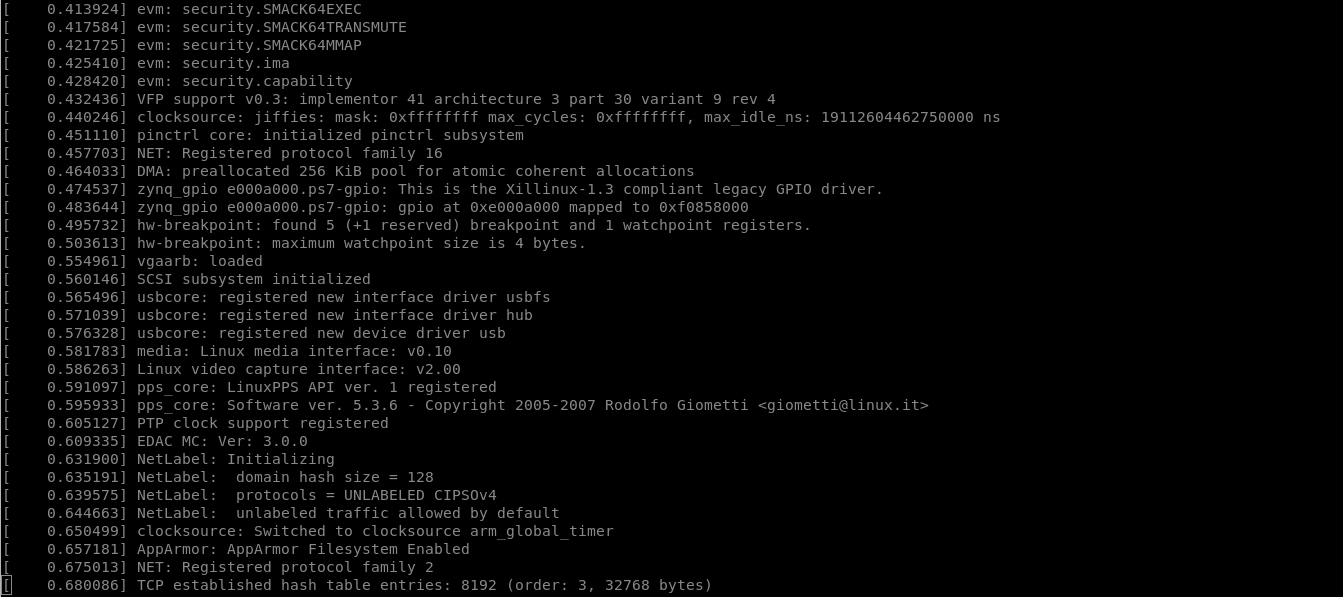 [    0.413924] evm: security.SMACK64EXEC
[    0.417584] evm: security.SMACK64TRANSMUTE
[    0.421725] evm: security.SMACK64MMAP
[    0.425410] evm: security.ima
[    0.428420] evm: security.capability
[    0.432436] VFP support v0.3: implementor 41 architecture 3 part 30 variant 9 rev 4
[    0.440246] clocksource: jiffies: mask: 0xffffffff max_cycles: 0xffffffff, max_idle_ns: 19112604462750000 ns
[    0.451110] pinctrl core: initialized pinctrl subsystem
[    0.457703] NET: Registered protocol family 16
[    0.464033] DMA: preallocated 256 KiB pool for atomic coherent allocations
[    0.474537] zynq_gpio e000a000.ps7-gpio: This is the Xillinux-1.3 compliant legacy GPIO driver.
[    0.483644] zynq_gpio e000a000.ps7-gpio: gpio at 0xe000a000 mapped to 0xf0858000
[    0.495732] hw-breakpoint: found 5 (+1 reserved) breakpoint and 1 watchpoint registers.
[    0.503613] hw-breakpoint: maximum watchpoint size is 4 bytes.
[    0.554961] vgaarb: loaded
[    0.560146] SCSI subsystem initialized
[    0.565496] usbcore: registered new interface driver usbfs
[    0.571039] usbcore: registered new interface driver hub
[    0.576328] usbcore: registered new device driver usb
[    0.581783] media: Linux media interface: v0.10
[    0.586263] Linux video capture interface: v2.00
[    0.591097] pps_core: LinuxPPS API ver. 1 registered
[    0.595933] pps_core: Software ver. 5.3.6 - Copyright 2005-2007 Rodolfo Giometti <giometti@linux.it>
[    0.605127] PTP clock support registered
[    0.609335] EDAC MC: Ver: 3.0.0
[    0.631900] NetLabel: Initializing
[    0.635191] NetLabel:  domain hash size = 128
[    0.639575] NetLabel:  protocols = UNLABELED CIPSOv4
[    0.644663] NetLabel:  unlabeled traffic allowed by default
[    0.650499] clocksource: Switched to clocksource arm_global_timer
[    0.657181] AppArmor: AppArmor Filesystem Enabled
[    0.675013] NET: Registered protocol family 2
[    0.680086] TCP established hash table entries: 8192 (order: 3, 32768 bytes)